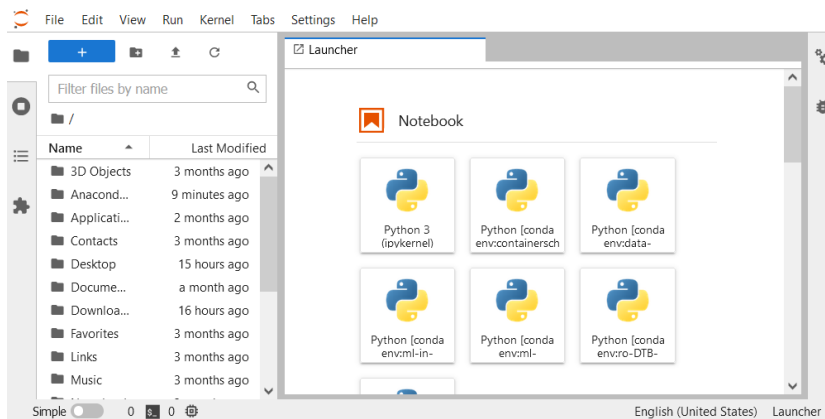 File Edit View Run Kernel Tabs Settings Help
+
Filter files by name
/
Name Last Modified
3D Objects 3 months ago
Anacond... 9 minutes ago
Applicati... 2 months ago
Contacts 3 months ago
Desktop 15 hours ago
Docume... a month ago
Downloa... 16 hours ago
Favorites 3 months ago
Links 3 months ago
Music 3 months ago
Launcher
Notebook
Python 3
(ipykernel)
Python [conda
env:containersch
Python [conda
env:data-
Python [conda
env:ml-in-
Python [conda
env:ml-
Python [conda
env:ro-DTB-
Simple 0 $_ 0 English (United States) Launcher